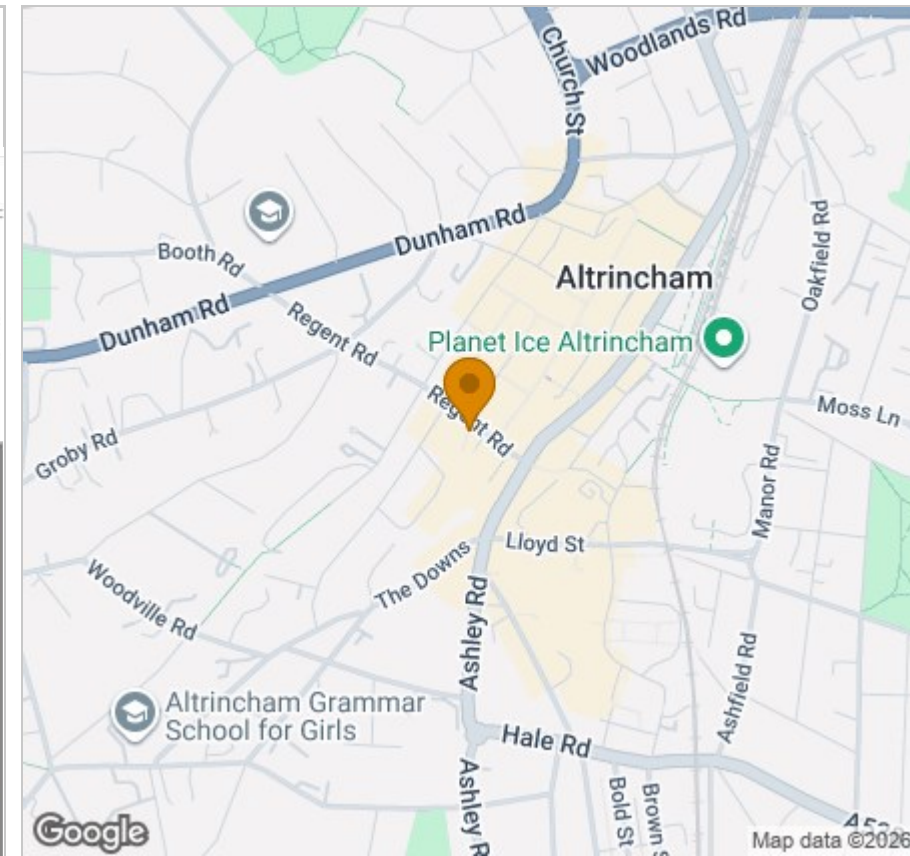 Woodlands Rd
Church St
Dunham Rd
Booth Rd
Altrincham
Oakfield Rd
Dunham Rd
Regent Rd
Planet Ice Altrincham
Regent Rd
Moss Ln
Groby Rd
Manor Rd
Lloyd St
The Downs
Woodville Rd
Ashley Rd
Ashfield Rd
Altrincham Grammar
School for Girls
Hale Rd
Ashley R
Bold St
Brown S
Google
Map data ©2026